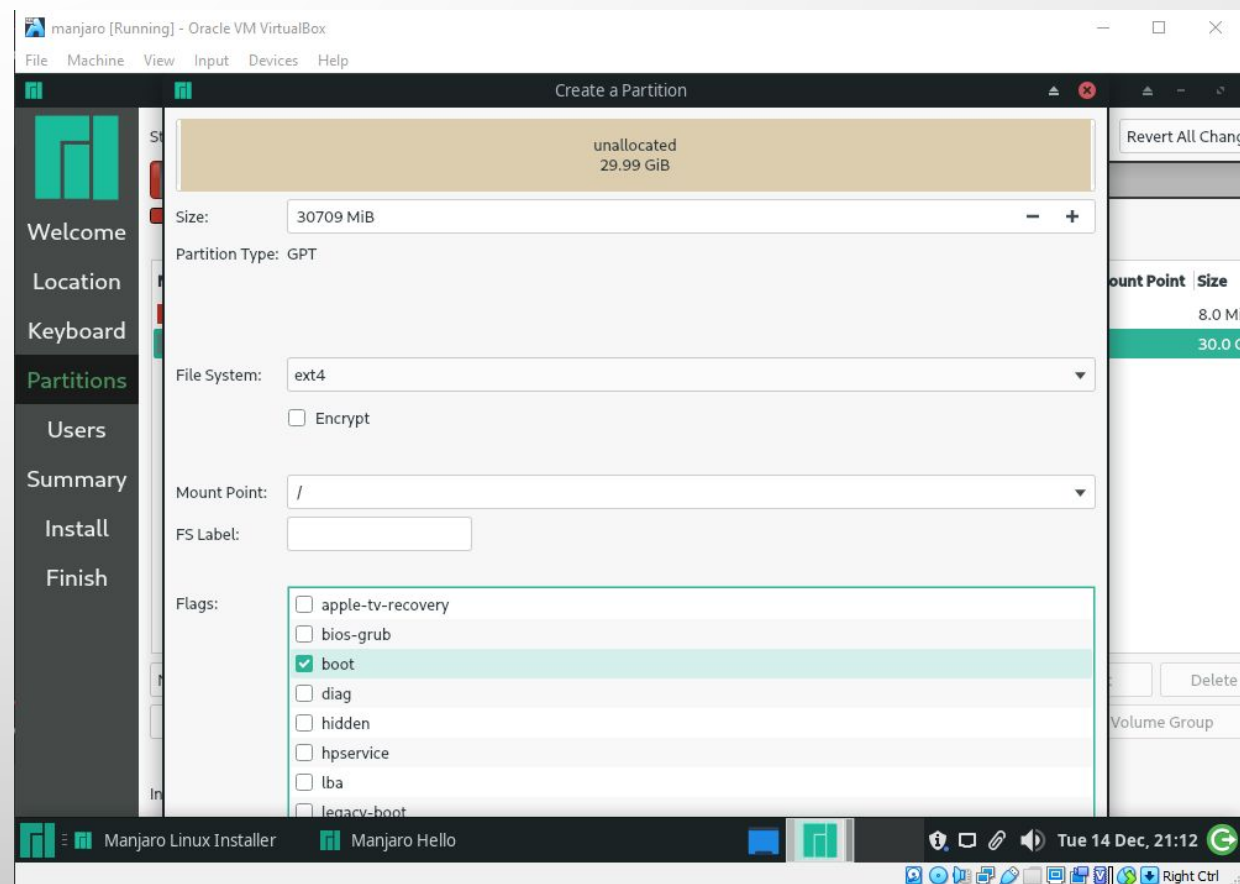 manjaro [Running] - Oracle VM VirtualBox
File Machine View Input Devices Help
Create a Partition
St
Revert All Chang
unallocated
29.99 GiB
Size: 30709 MiB
Partition Type: GPT
ount Point Size
8.0 Mi
30.0 G
File System: ext4
Encrypt
Mount Point: /
FS Label:
Flags:
apple-tv-recovery
bios-grub
boot
diag
hidden
hpservice
lba
legacy-boot
Delete
Volume Group
In
Welcome
Location
Keyboard
Partitions
Users
Summary
Install
Finish
Manjaro Linux Installer Manjaro Hello Tue 14 Dec, 21:12
Right Ctrl